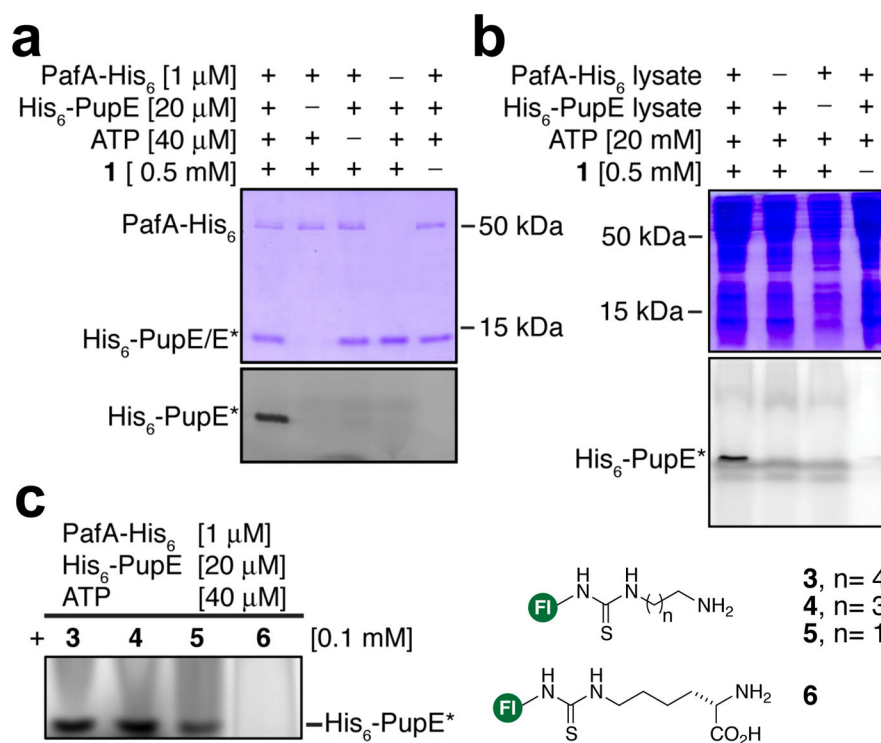 a
PafA-His6 [1 μM] + + + – +
His6-PupE [20 μM] + – + + +
ATP [40 μM] + + – + +
1 [ 0.5 mM] + + + + –
PafA-His6
50 kDa
His6-PupE/E*
15 kDa
His6-PupE*
b
PafA-His6 lysate + – + +
His6-PupE lysate + + – +
ATP [20 mM] + + + +
1 [0.5 mM] + + + –
50 kDa
15 kDa
His6-PupE*
c
PafA-His6 [1 μM]
His6-PupE [20 μM]
ATP [40 μM]
+ 3 4 5 6 [0.1 mM]
His6-PupE*
Fl H N S H N ( ) n NH2
3, n= 4
4, n= 3
5, n= 1
Fl H N S H N NH2 CO2H
6